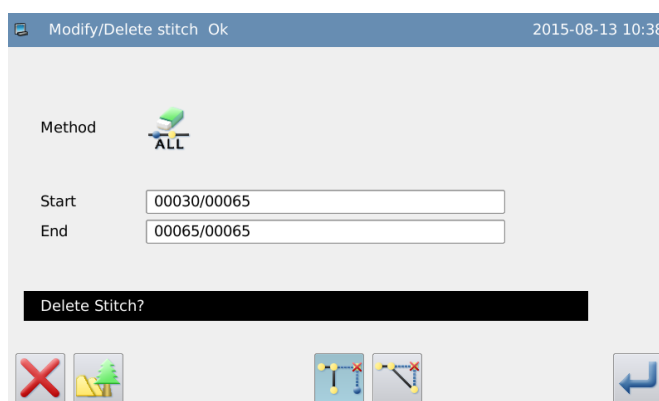 Modify/Delete stitch Ok 2015-08-13 10:38
Method
ALL
Start 00030/00065
End 00065/00065
Delete Stitch?